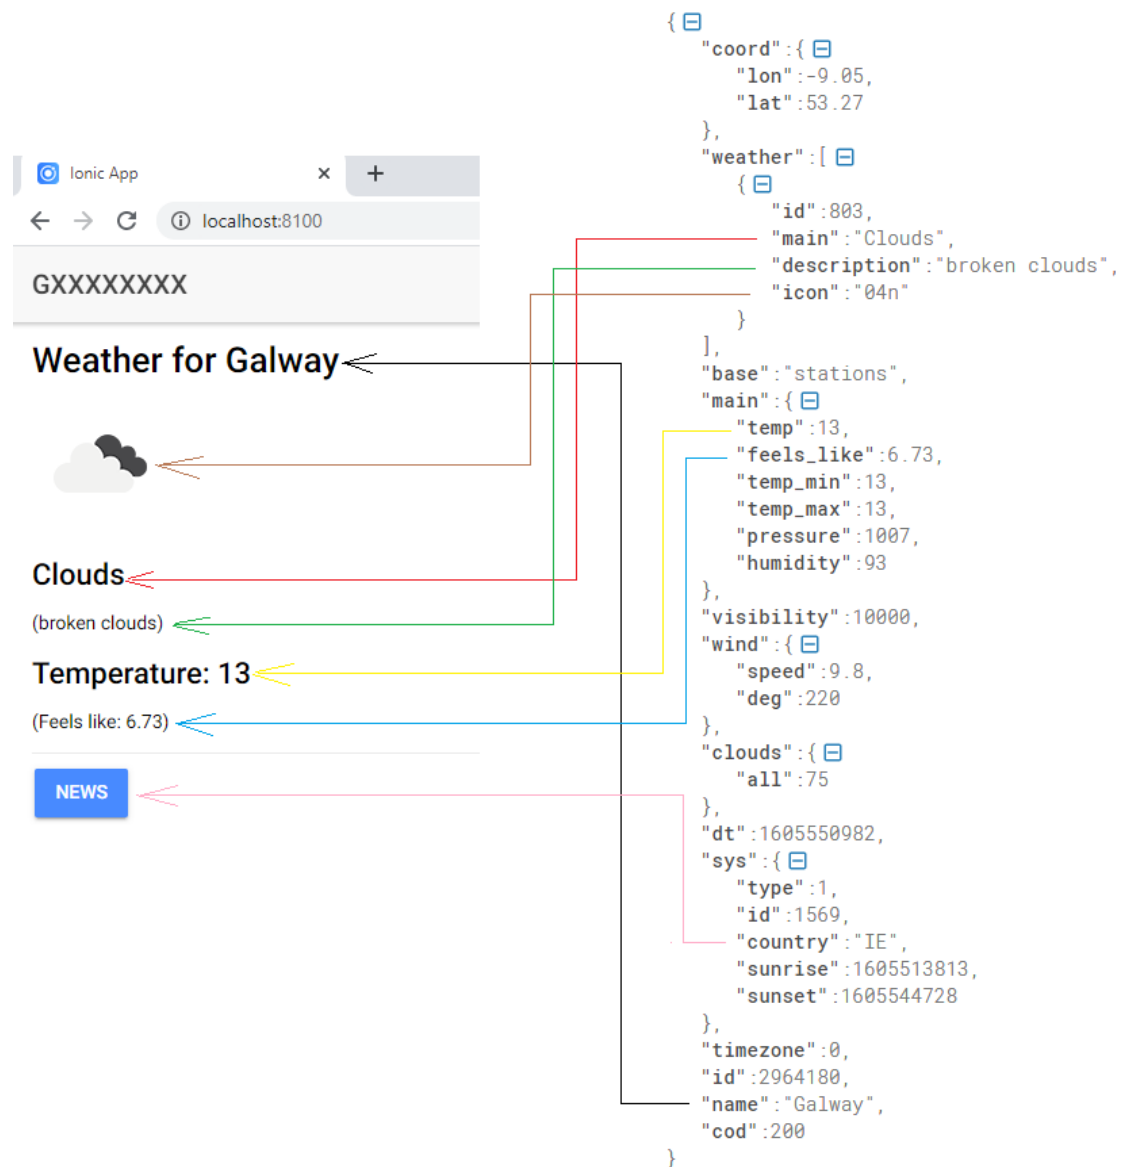 Ionic App
localhost:8100
GXXXXXXXX
Weather for Galway
Clouds
(broken clouds)
Temperature: 13
(Feels like: 6.73)
NEWS
{
"coord":{
"lon":-9.05,
"lat":53.27
},
"weather":[
{
"id":803,
"main":"Clouds",
"description":"broken clouds",
"icon":"04n"
}
],
"base":"stations",
"main":{
"temp":13,
"feels_like":6.73,
"temp_min":13,
"temp_max":13,
"pressure":1007,
"humidity":93
},
"visibility":10000,
"wind":{
"speed":9.8,
"deg":220
},
"clouds":{
"all":75
},
"dt":1605550982,
"sys":{
"type":1,
"id":1569,
"country":"IE",
"sunrise":1605513813,
"sunset":1605544728
},
"timezone":0,
"id":2964180,
"name":"Galway",
"cod":200
}